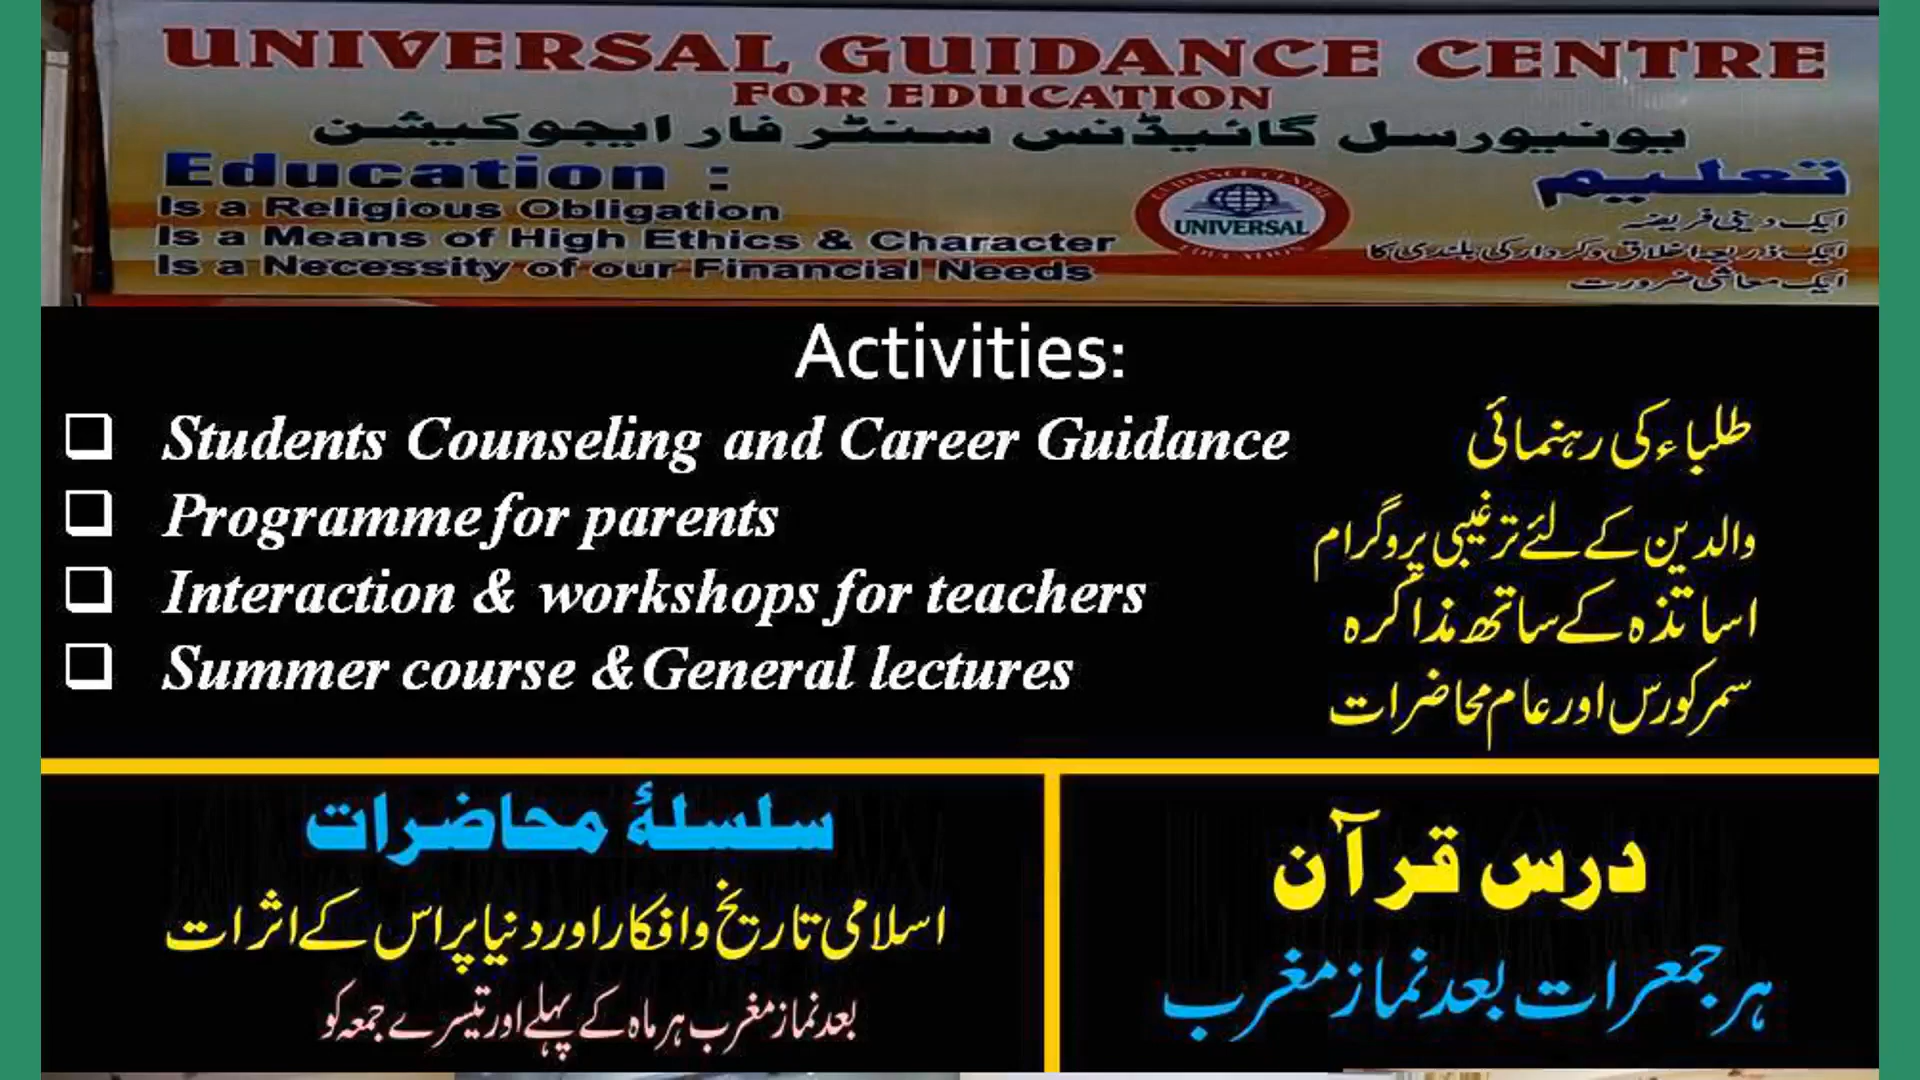 UNIVERSAL GUIDANCE CENTRE
FOR EDUCATION
یونیورسل گائیڈنس سنٹر فار ایجوکیشن
Education :
Is a Religious Obligation
Is a Means of High Ethics & Character
Is a Necessity of our Financial Needs
GUIDANCE CENTRE
UNIVERSAL
EDUCATION
تعلیم
ایک دینی فریضہ
ایک ذریعہ اخلاق وکردار کی بلندی کا
ایک معاشی ضرورت
Activities:
❑ Students Counseling and Career Guidance
طلباء کی رہنمائی
❑ Programme for parents
والدین کے لئے ترغیبی پروگرام
❑ Interaction & workshops for teachers
اساتذہ کے ساتھ مذاکرہ
❑ Summer course & General lectures
سمر کورس اور عام محاضرات
سلسلۂ محاضرات
اسلامی تاریخ وافکار اور دنیا پر اس کے اثرات
بعد نماز مغرب ہر ماہ کے پہلے اور تیسرے جمعہ کو
درس قرآن
ہر جمعرات بعد نماز مغرب